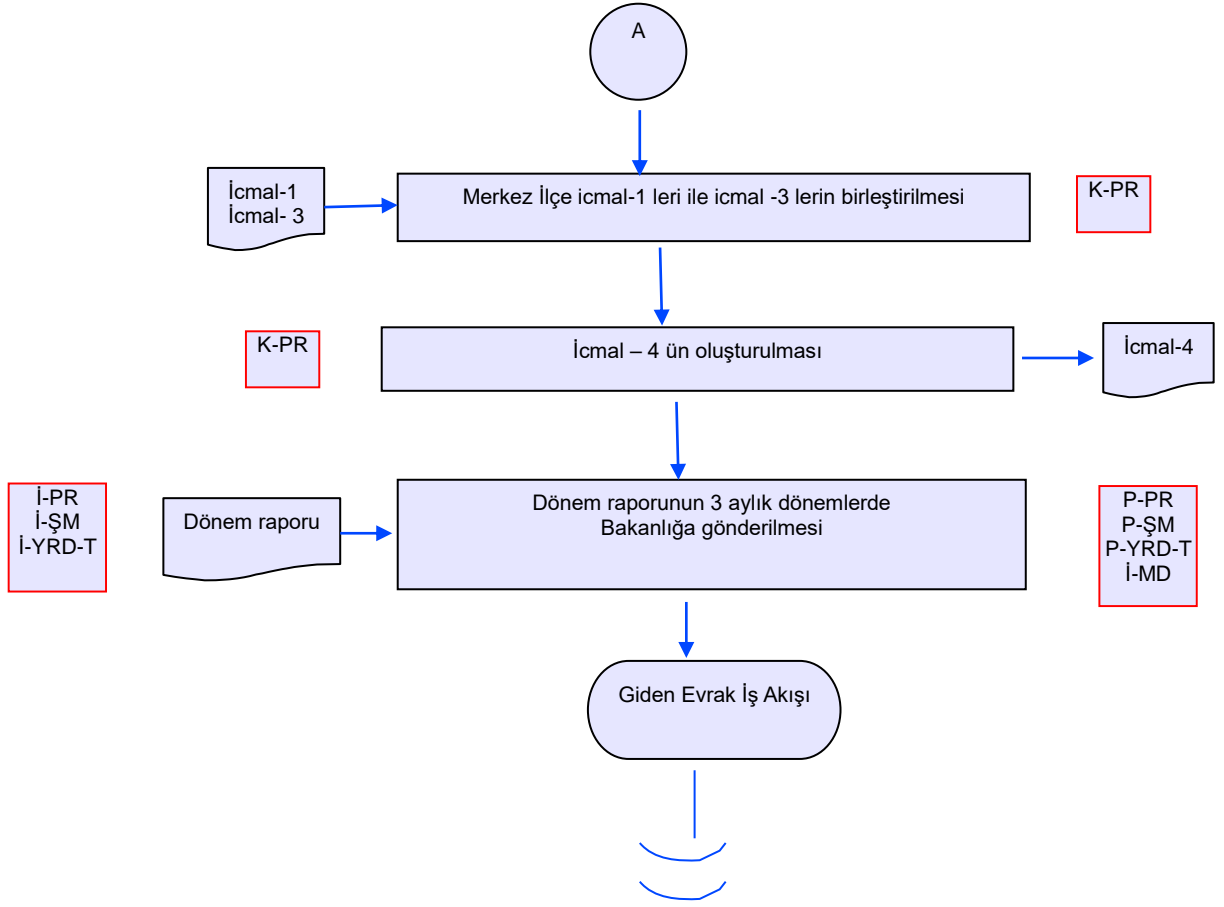 A
İcmal-1
İcmal- 3
Merkez İlçe icmal-1 leri ile icmal -3 lerin birleştirilmesi
K-PR
K-PR
İcmal – 4 ün oluşturulması
İcmal-4
İ-PR
İ-ŞM
İ-YRD-T
Dönem raporu
Dönem raporunun 3 aylık dönemlerde
Bakanlığa gönderilmesi
P-PR
P-ŞM
P-YRD-T
İ-MD
Giden Evrak İş Akışı